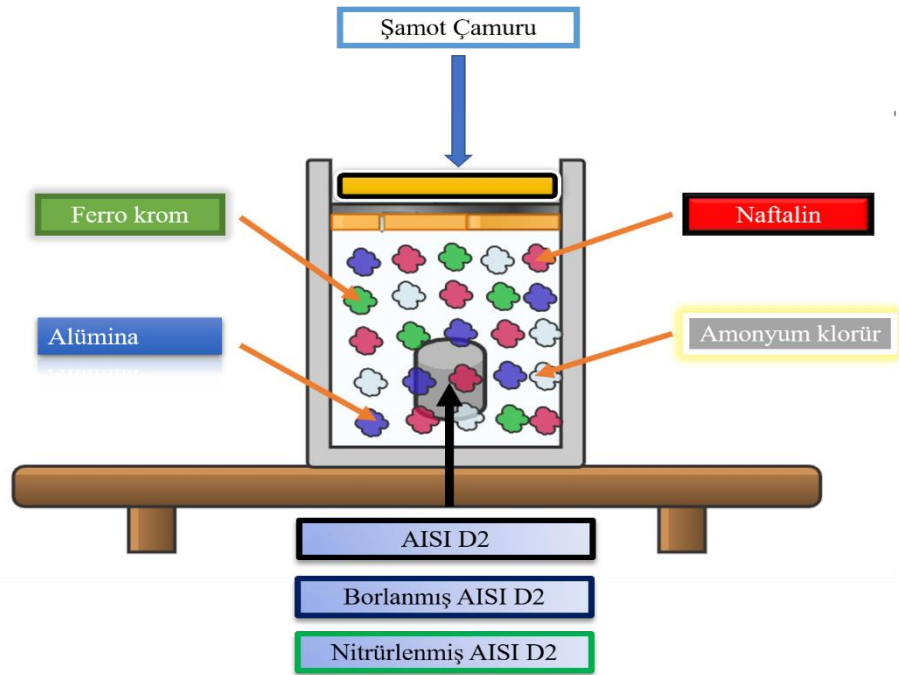 Şamot Çamuru
Ferro krom
Naftalin
Alümina
Amonyum klorür
AISI D2
Borlanmış AISI D2
Nitrürlenmiş AISI D2